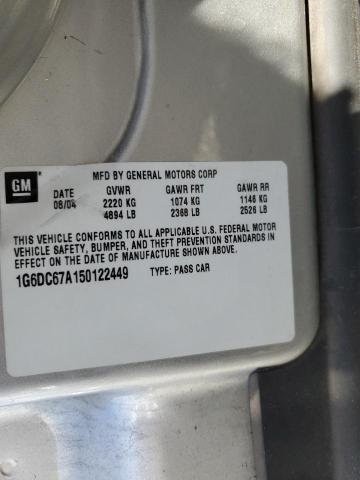 GM
MFD BY GENERAL MOTORS CORP
DATE GVWR GAWR FRT GAWR RR
08/04 2220 KG 1074 KG 1146 KG
4894 LB 2368 LB 2526 LB
THIS VEHICLE CONFORMS TO ALL APPLICABLE U.S. FEDERAL MOTOR
VEHICLE SAFETY, BUMPER, AND THEFT PREVENTION STANDARDS IN
EFFECT ON THE DATE OF MANUFACTURE SHOWN ABOVE.
1G6DC67A150122449 TYPE: PASS CAR